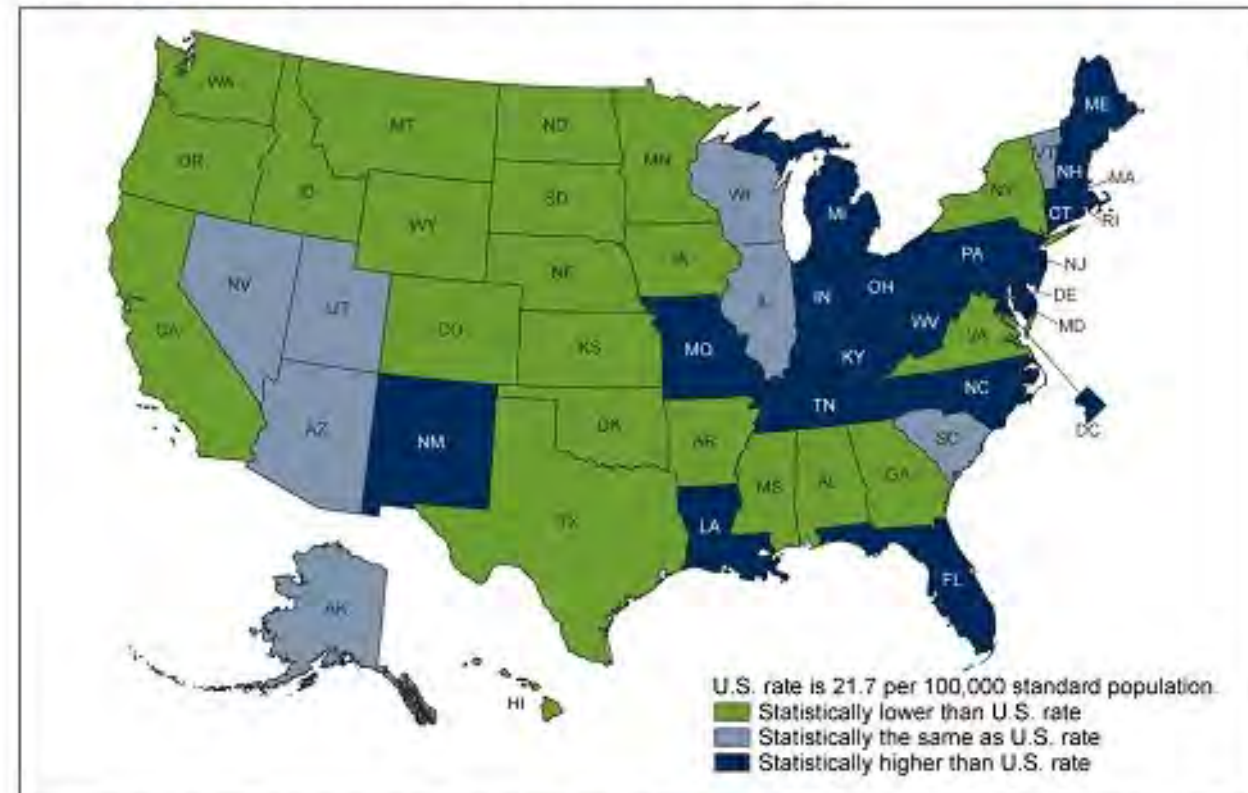 WA
MT
ND
MN
OR
ID
SD
WI
WY
MI
IA
NE
NV
UT
CO
CA
KS
MO
IL
IN
OH
PA
WV
KY
VA
NY
VT
NH
ME
MA
CT
RI
NJ
DE
MD
DC
NC
TN
SC
AZ
NM
OK
AR
TX
LA
MS
AL
GA
FL
AK
HI
U.S. rate is 21.7 per 100,000 standard population.
Statistically lower than U.S. rate
Statistically the same as U.S. rate
Statistically higher than U.S. rate